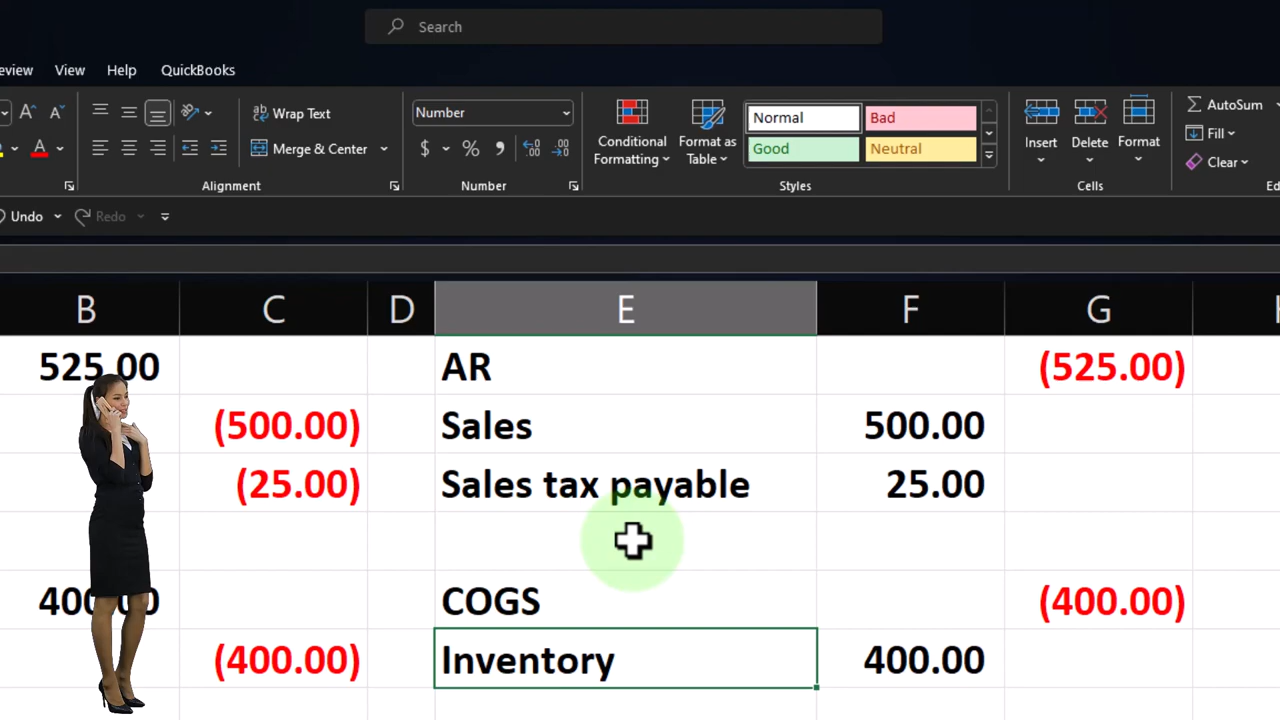 Search
View Help QuickBooks
Wrap Text Number Normal Bad AutoSum
Merge & Center $ % Conditional Formatting Format as Table Good Neutral Insert Delete Format Fill
Clear
Alignment Number Styles Cells
Undo Redo
B C D E F G
525.00 AR (525.00)
(500.00) Sales 500.00
(25.00) Sales tax payable 25.00
COGS (400.00)
(400.00) Inventory 400.00